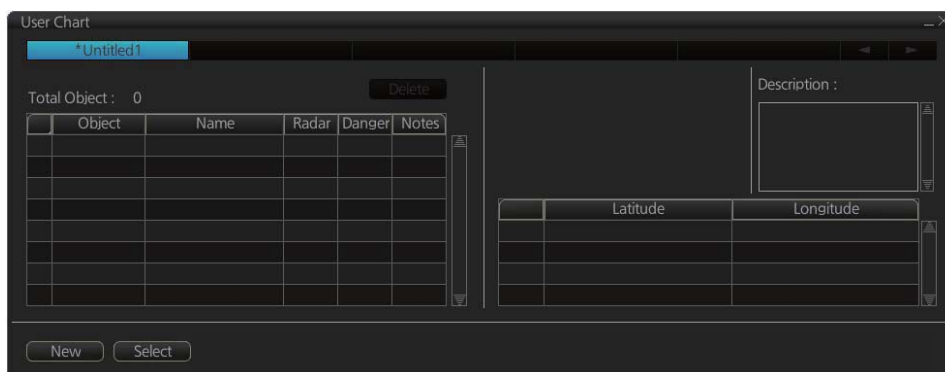 User Chart
*Untitled1
Total Object : 0
Delete
Description :
Object Name Radar Danger Notes
Latitude Longitude
New Select